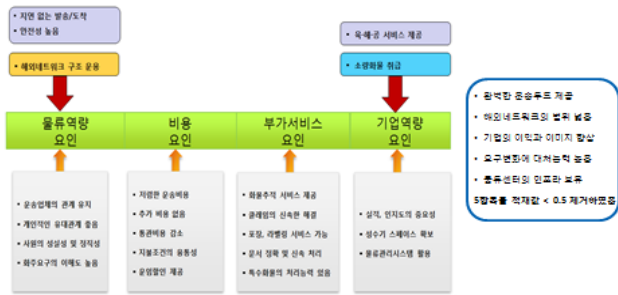 • 지연 없는 발송/도착
• 안전성 높음
• 해외네트워크 구조 운용
• 육·해·공 서비스 제공
• 소량화물 취급
물류역량
요인
비용
요인
부가서비스
요인
기업역량
요인
• 운송업체의 관계 유지
• 개인적인 유대관계 좋음
• 사원의 성실성 및 정직성
• 화주요구의 이해도 높음
• 저렴한 운송비용
• 추가 비용 없음
• 통관비용 감소
• 지불조건의 융통성
• 운임할인 제공
• 화물추적 서비스 제공
• 클레임의 신속한 해결
• 포장, 라벨링 서비스 가능
• 문서 정확 및 신속 처리
• 특수화물의 처리능력 있음
• 실적, 인지도의 중요성
• 성수기 스페이스 확보
• 물류관리시스템 활용
• 완벽한 운송루트 제공
• 해외네트워크의 범위 넓음
• 기업의 이익과 이미지 향상
• 요구변화에 대처능력 높음
• 물류센터의 인프라 보유
5항목을 적재값 < 0.5 제거하였음